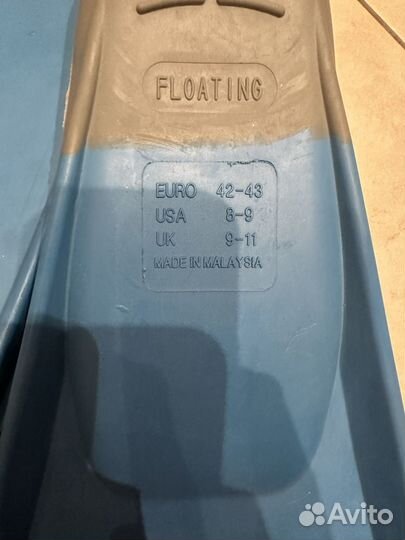 FLOATING
EURO 42-43
USA 8-9
UK 9-11
MADE IN MALAYSIA
Avito